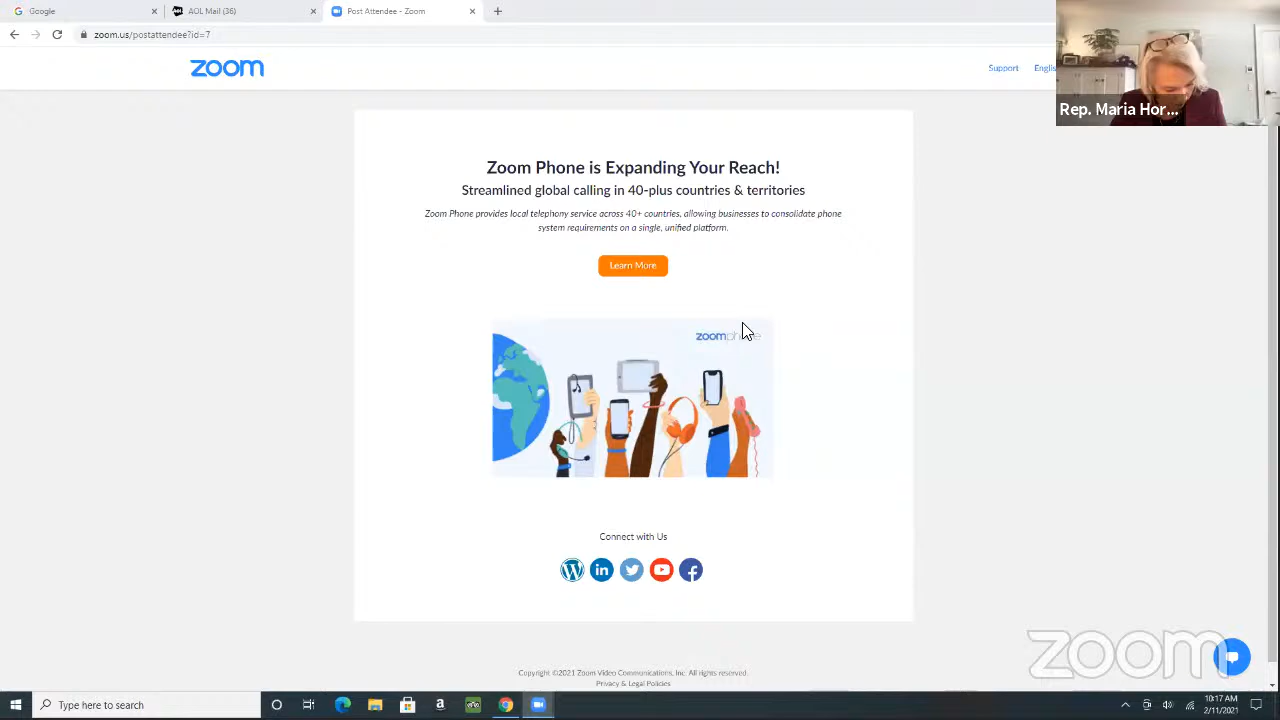 Google
AOL Mail (36)
Post Attendee - Zoom
zoom.us/postattendee?id=7
zoom
Support
Englis
Rep. Maria Hor...
Zoom Phone is Expanding Your Reach!
Streamlined global calling in 40-plus countries & territories
Zoom Phone provides local telephony service across 40+ countries, allowing businesses to consolidate phone
system requirements on a single, unified platform.
Learn More
zoomphone
Connect with Us
Copyright ©2021 Zoom Video Communications, Inc. All rights reserved.
Privacy & Legal Policies
zoom
Type here to search
10:17 AM
2/11/2021